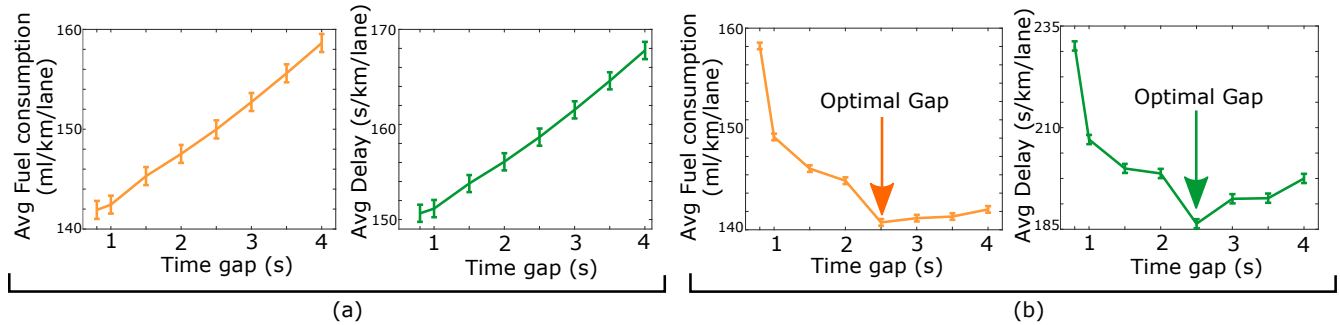 Avg Fuel consumption
(ml/km/lane)
160
150
140
1 2 3 4
Time gap (s)
Avg Delay (s/km/lane)
170
160
150
1 2 3 4
Time gap (s)
(a)
Avg Fuel consumption
(ml/km/lane)
160
150
140
Optimal Gap
1 2 3 4
Time gap (s)
Avg Delay (s/km/lane)
235
210
185
Optimal Gap
1 2 3 4
Time gap (s)
(b)